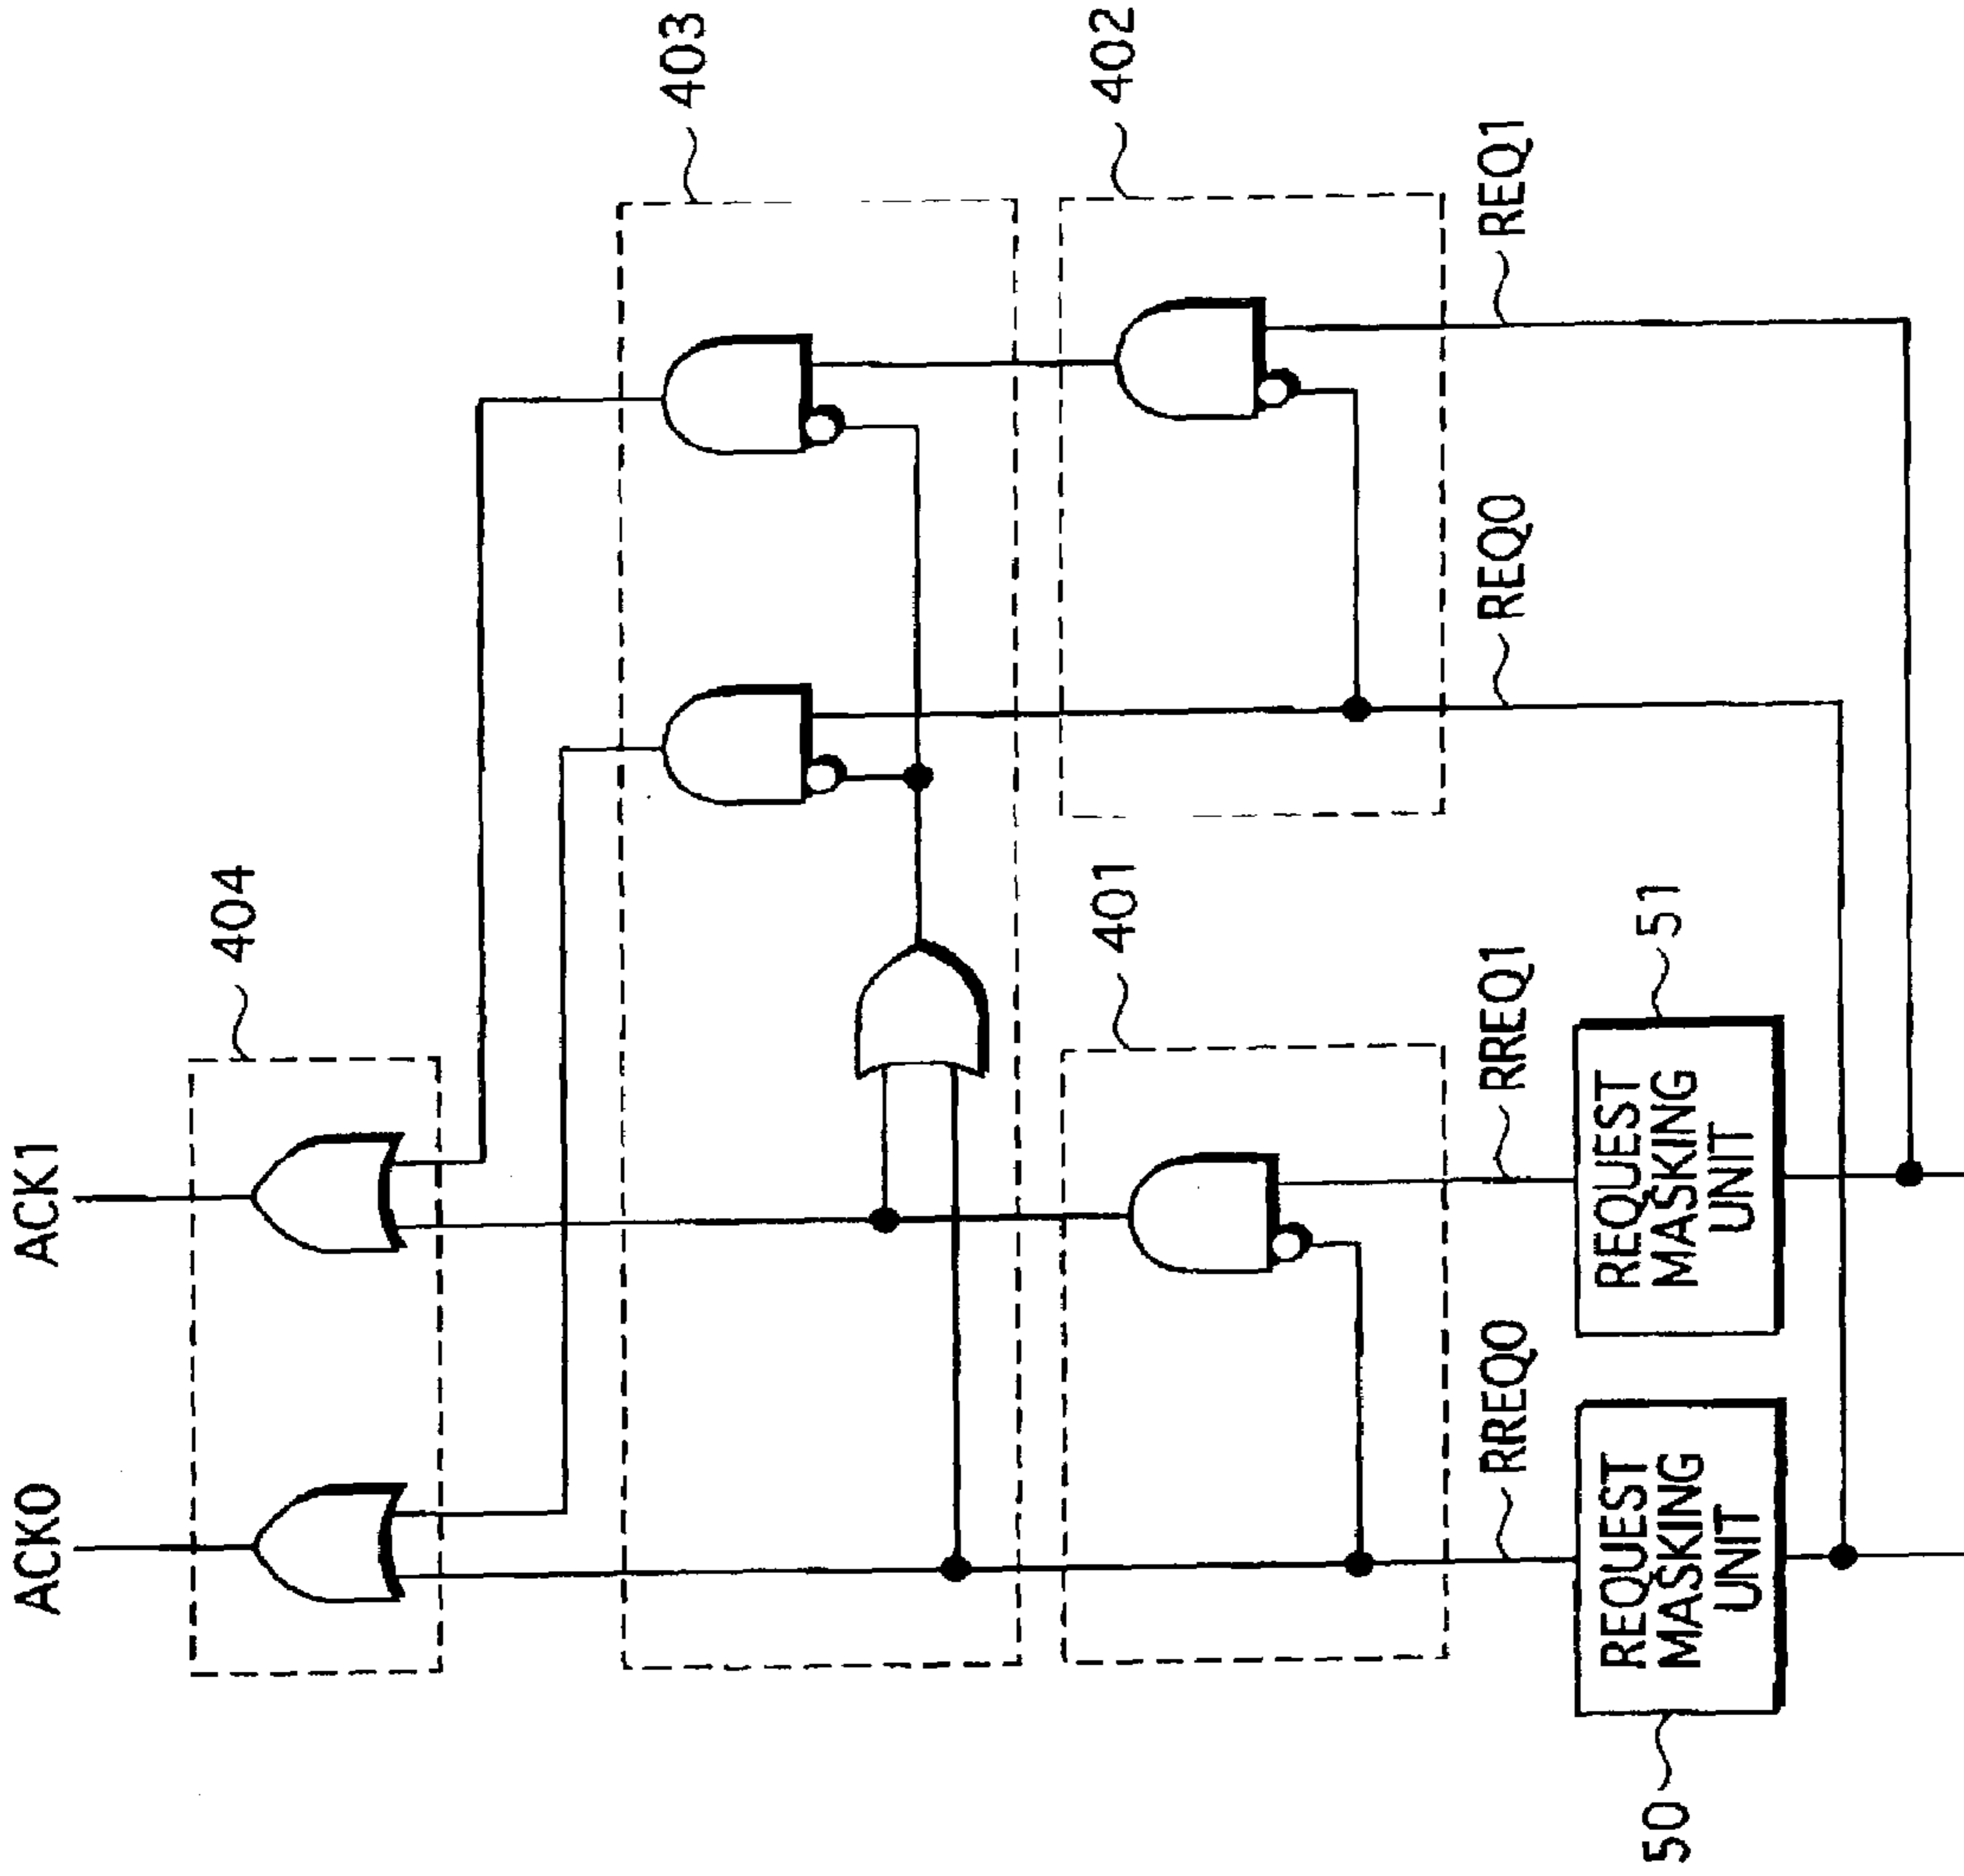 ACK0
ACK1
404
403
402
401
RREQ0
RREQ1
REQ0
REQ1
50
REQUEST
MASKING
UNIT
REQUEST
MASKING
UNIT
51